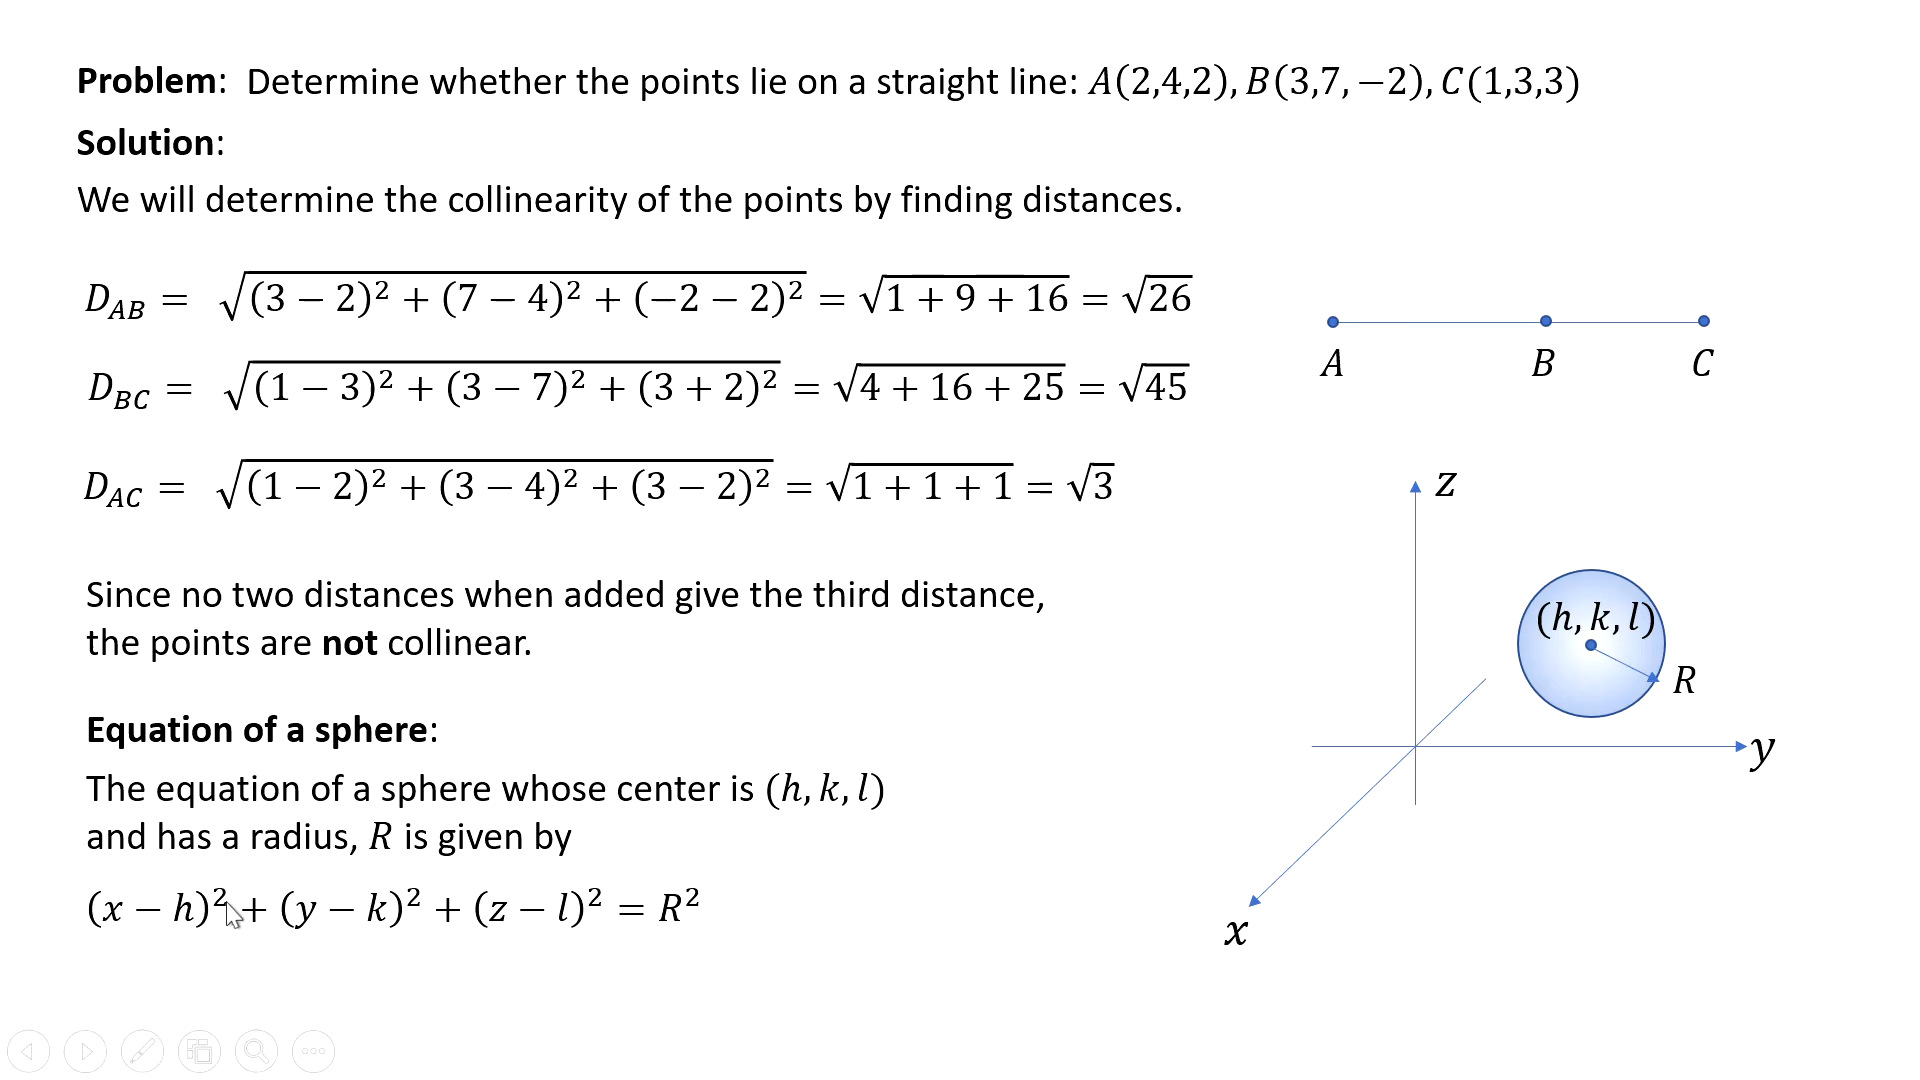 Problem: Determine whether the points lie on a straight line: A(2,4,2), B(3,7,−2), C(1,3,3)
Solution:
We will determine the collinearity of the points by finding distances.
D_AB = √((3 − 2)² + (7 − 4)² + (−2 − 2)²) = √(1 + 9 + 16) = √26
D_BC = √((1 − 3)² + (3 − 7)² + (3 + 2)²) = √(4 + 16 + 25) = √45
A B C
D_AC = √((1 − 2)² + (3 − 4)² + (3 − 2)²) = √(1 + 1 + 1) = √3
z
Since no two distances when added give the third distance,
the points are not collinear.
(h, k, l)
R
y
x
Equation of a sphere:
The equation of a sphere whose center is (h, k, l)
and has a radius, R is given by
(x − h)² + (y − k)² + (z − l)² = R²